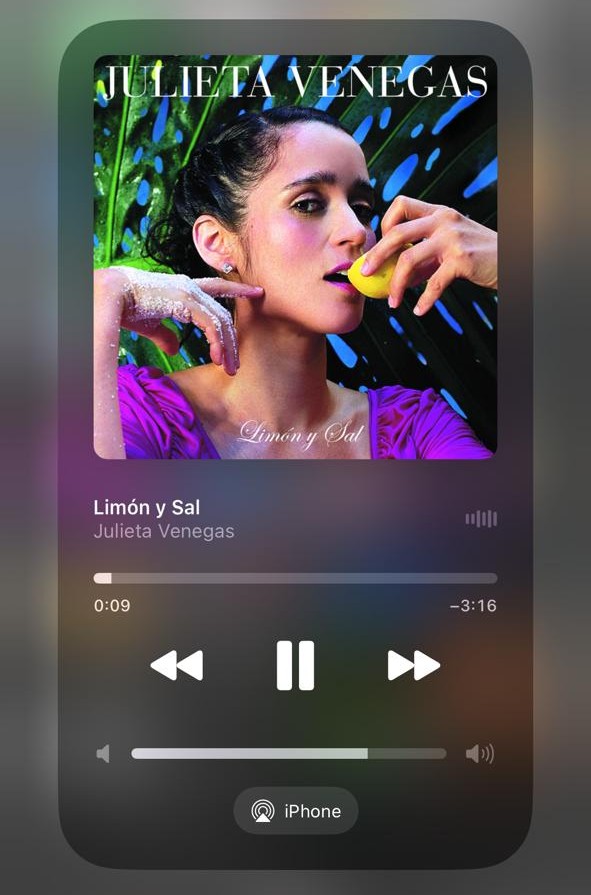 JULIETA VENEGAS
Limón y Sal
Limón y Sal
Julieta Venegas
0:09
–3:16
iPhone